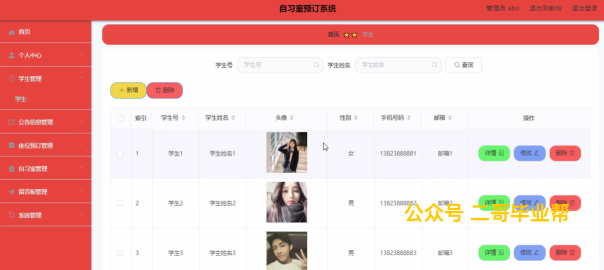 自习室预订系统
管理员 abo 退出到前台 退出登录
首页
个人中心
学生管理
学生
公告信息管理
座位预订管理
自习室管理
留言板管理
系统管理
首页 ⭐⭐ 学生
学生号 学生号 学生姓名 学生姓名 查询
+ 新增 删除
索引 学生号 学生姓名 头像 性别 手机号码 邮箱 操作
1 学生1 学生姓名1 女 13823888881 邮箱1 详情 修改 删除
2 学生2 学生姓名2 男 13823888882 邮箱2 详情 修改 删除
3 学生3 学生姓名3 男 13823888883 邮箱3 详情 修改 删除
公众号 二哥毕业帮